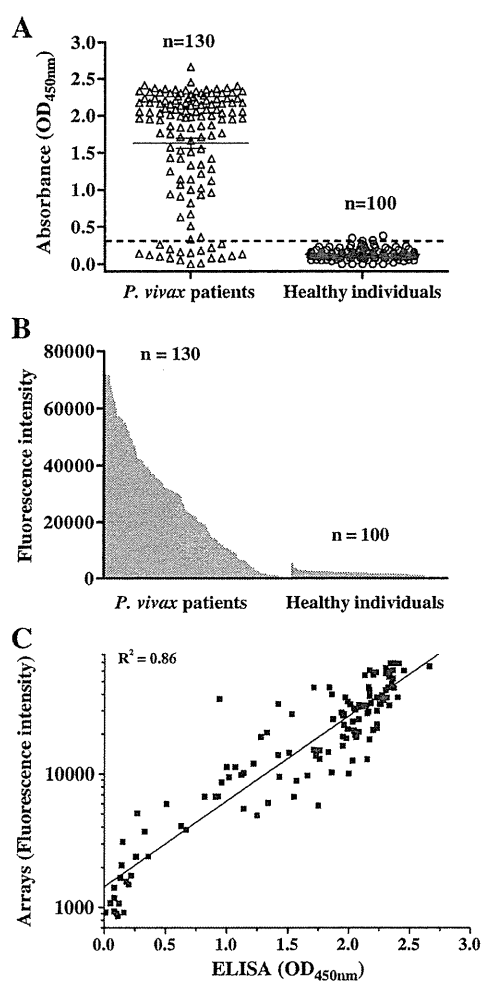 A
n=130
n=100
Absorbance (OD450nm)
3.0
2.5
2.0
1.5
1.0
0.5
0.0
P. vivax patients
Healthy individuals
B
n = 130
n = 100
Fluorescence intensity
80000
60000
40000
20000
0
P. vivax patients
Healthy individuals
C
R2 = 0.86
Arrays (Fluorescence intensity)
10000
1000
0.0 0.5 1.0 1.5 2.0 2.5 3.0
ELISA (OD450nm)